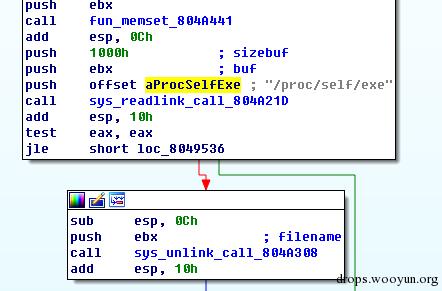 push ebx
call fun_memset_804A441
add esp, 0Ch
push 1000h ; sizebuf
push ebx ; buf
push offset aProcSelfExe ; "/proc/self/exe"
call sys_readlink_call_804A21D
add esp, 10h
test eax, eax
jle short loc_8049536
sub esp, 0Ch
push ebx ; filename
call sys_unlink_call_804A308
add esp, 10h
drops.wooyun.org